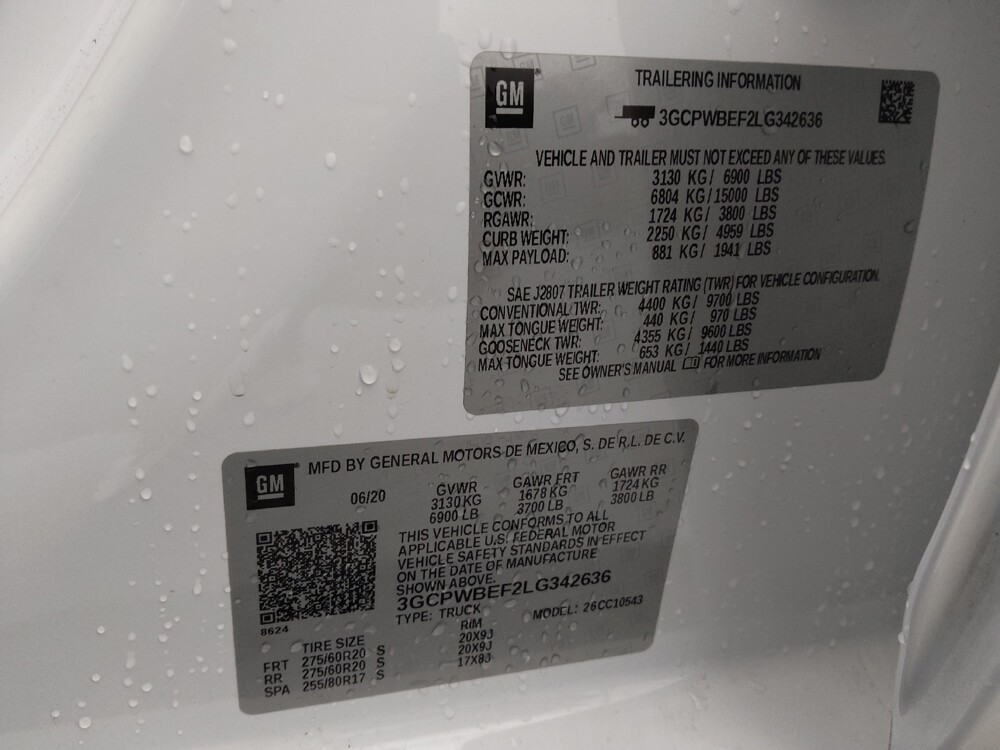 GM
TRAILERING INFORMATION
3GCPWBEF2LG342636
VEHICLE AND TRAILER MUST NOT EXCEED ANY OF THESE VALUES.
GVWR: 3130 KG / 6900 LBS
GCWR: 6804 KG / 15000 LBS
RGAWR: 1724 KG / 3800 LBS
CURB WEIGHT: 2250 KG / 4959 LBS
MAX PAYLOAD: 881 KG / 1941 LBS
SAE J2807 TRAILER WEIGHT RATING (TWR) FOR VEHICLE CONFIGURATION.
CONVENTIONAL TWR: 4400 KG / 9700 LBS
MAX TONGUE WEIGHT: 440 KG / 970 LBS
GOOSENECK TWR: 4355 KG / 9600 LBS
MAX TONGUE WEIGHT: 653 KG / 1440 LBS
SEE OWNER'S MANUAL FOR MORE INFORMATION
GM
MFD BY GENERAL MOTORS DE MEXICO, S. DE R.L. DE C.V.
06/20 GVWR GAWR FRT GAWR RR
3130 KG 1678 KG 1724 KG
6900 LB 3700 LB 3800 LB
THIS VEHICLE CONFORMS TO ALL
APPLICABLE U.S. FEDERAL MOTOR
VEHICLE SAFETY STANDARDS IN EFFECT
ON THE DATE OF MANUFACTURE
SHOWN ABOVE.
3GCPWBEF2LG342636
TYPE: TRUCK MODEL: 26CC10543
8624
TIRE SIZE RIM
FRT 275/60R20 S 20X9J
RR 275/60R20 S 20X9J
SPA 255/80R17 S 17X8J